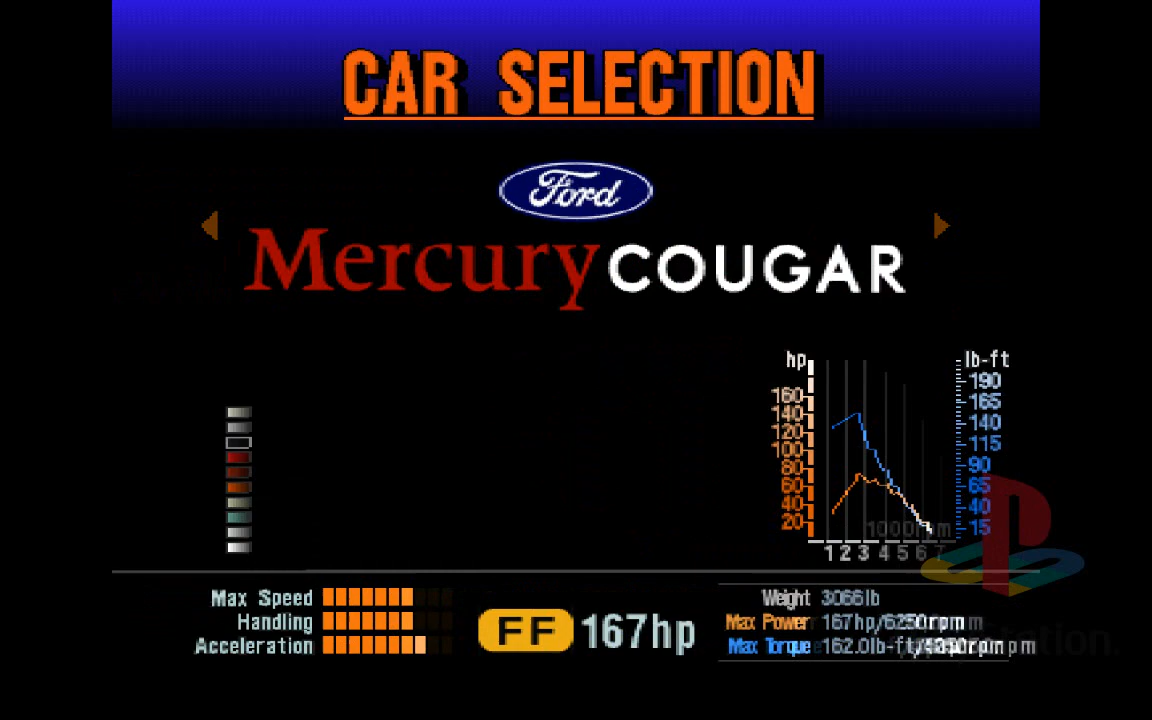 CAR SELECTION
Ford
Mercury COUGAR
hp
160
140
120
100
80
60
40
20
lb-ft
190
165
140
115
90
65
40
15
1000rpm
1 2 3 4 5 6 7
Max Speed
Handling
Acceleration
FF 167hp
Weight 3066lb
Max Power 167hp/6250rpm
Max Torque 162.0lb-ft/4250rpm